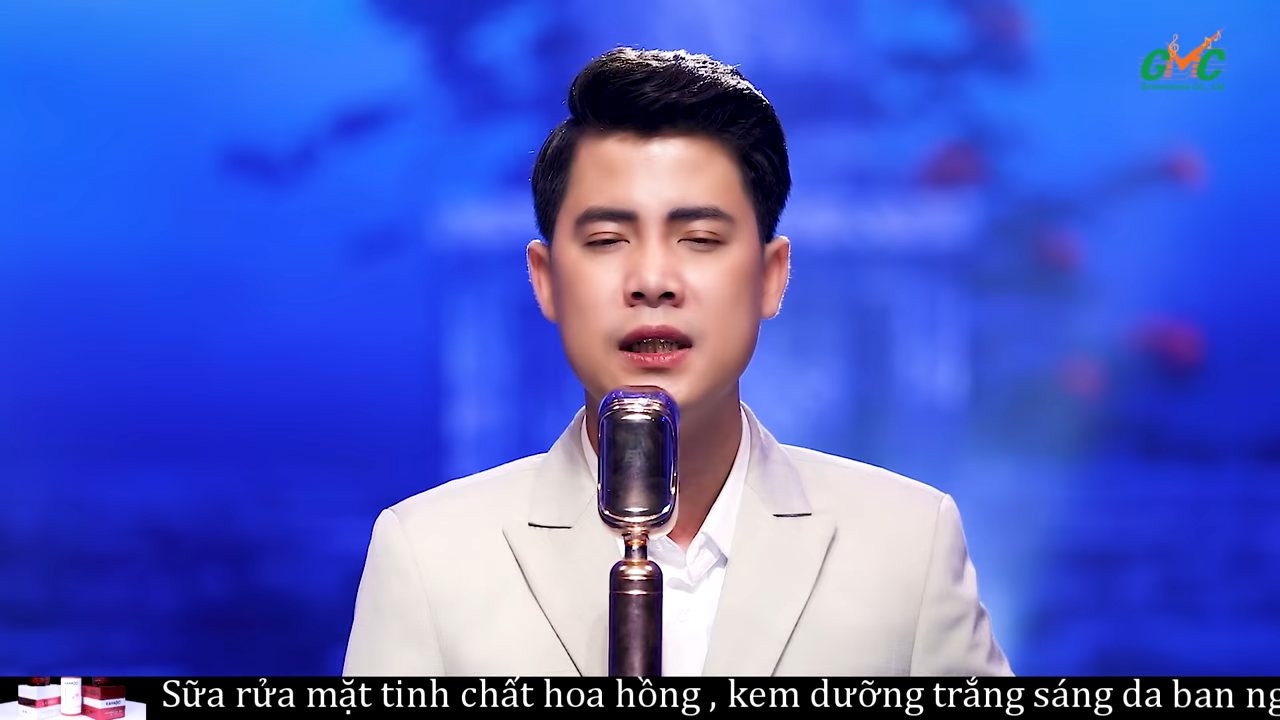 GMC
Sữa rửa mặt tinh chất hoa hồng , kem dưỡng trắng sáng da ban ng